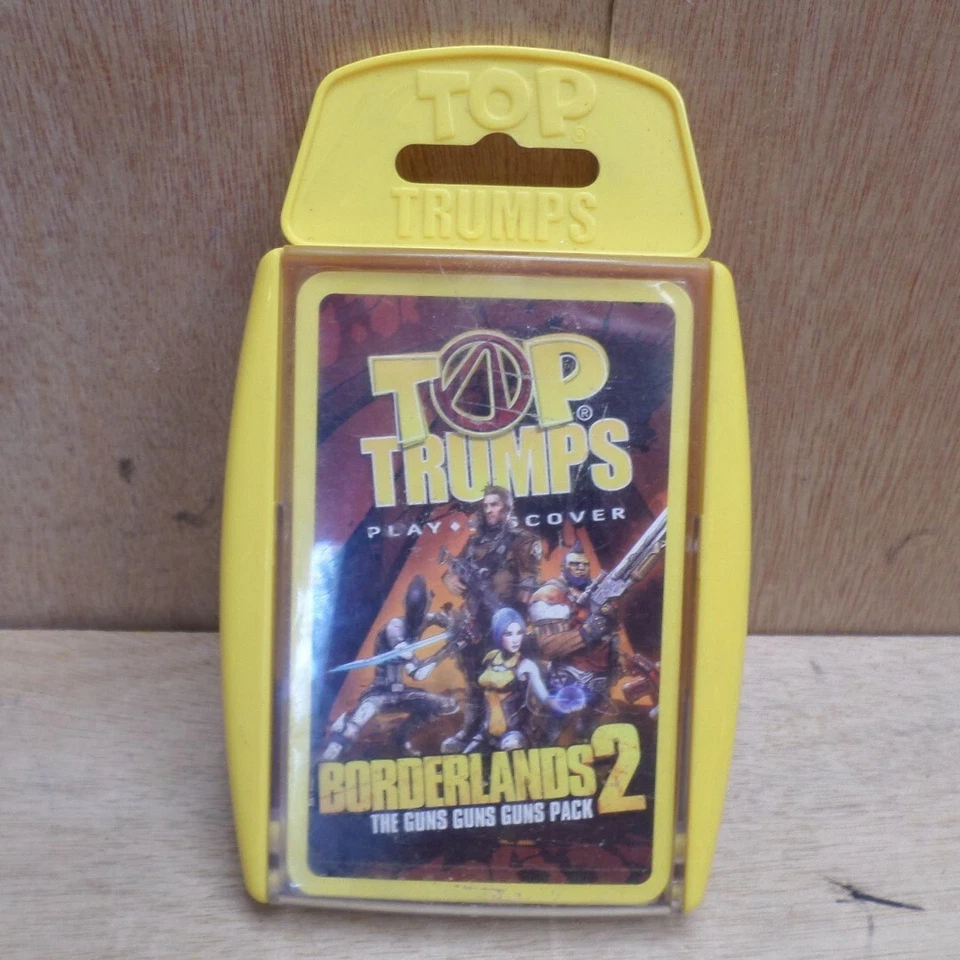 TOP
TRUMPS
TOP®
TRUMPS
PLAY
BORDERLANDS 2
THE GUNS GUNS GUNS PACK